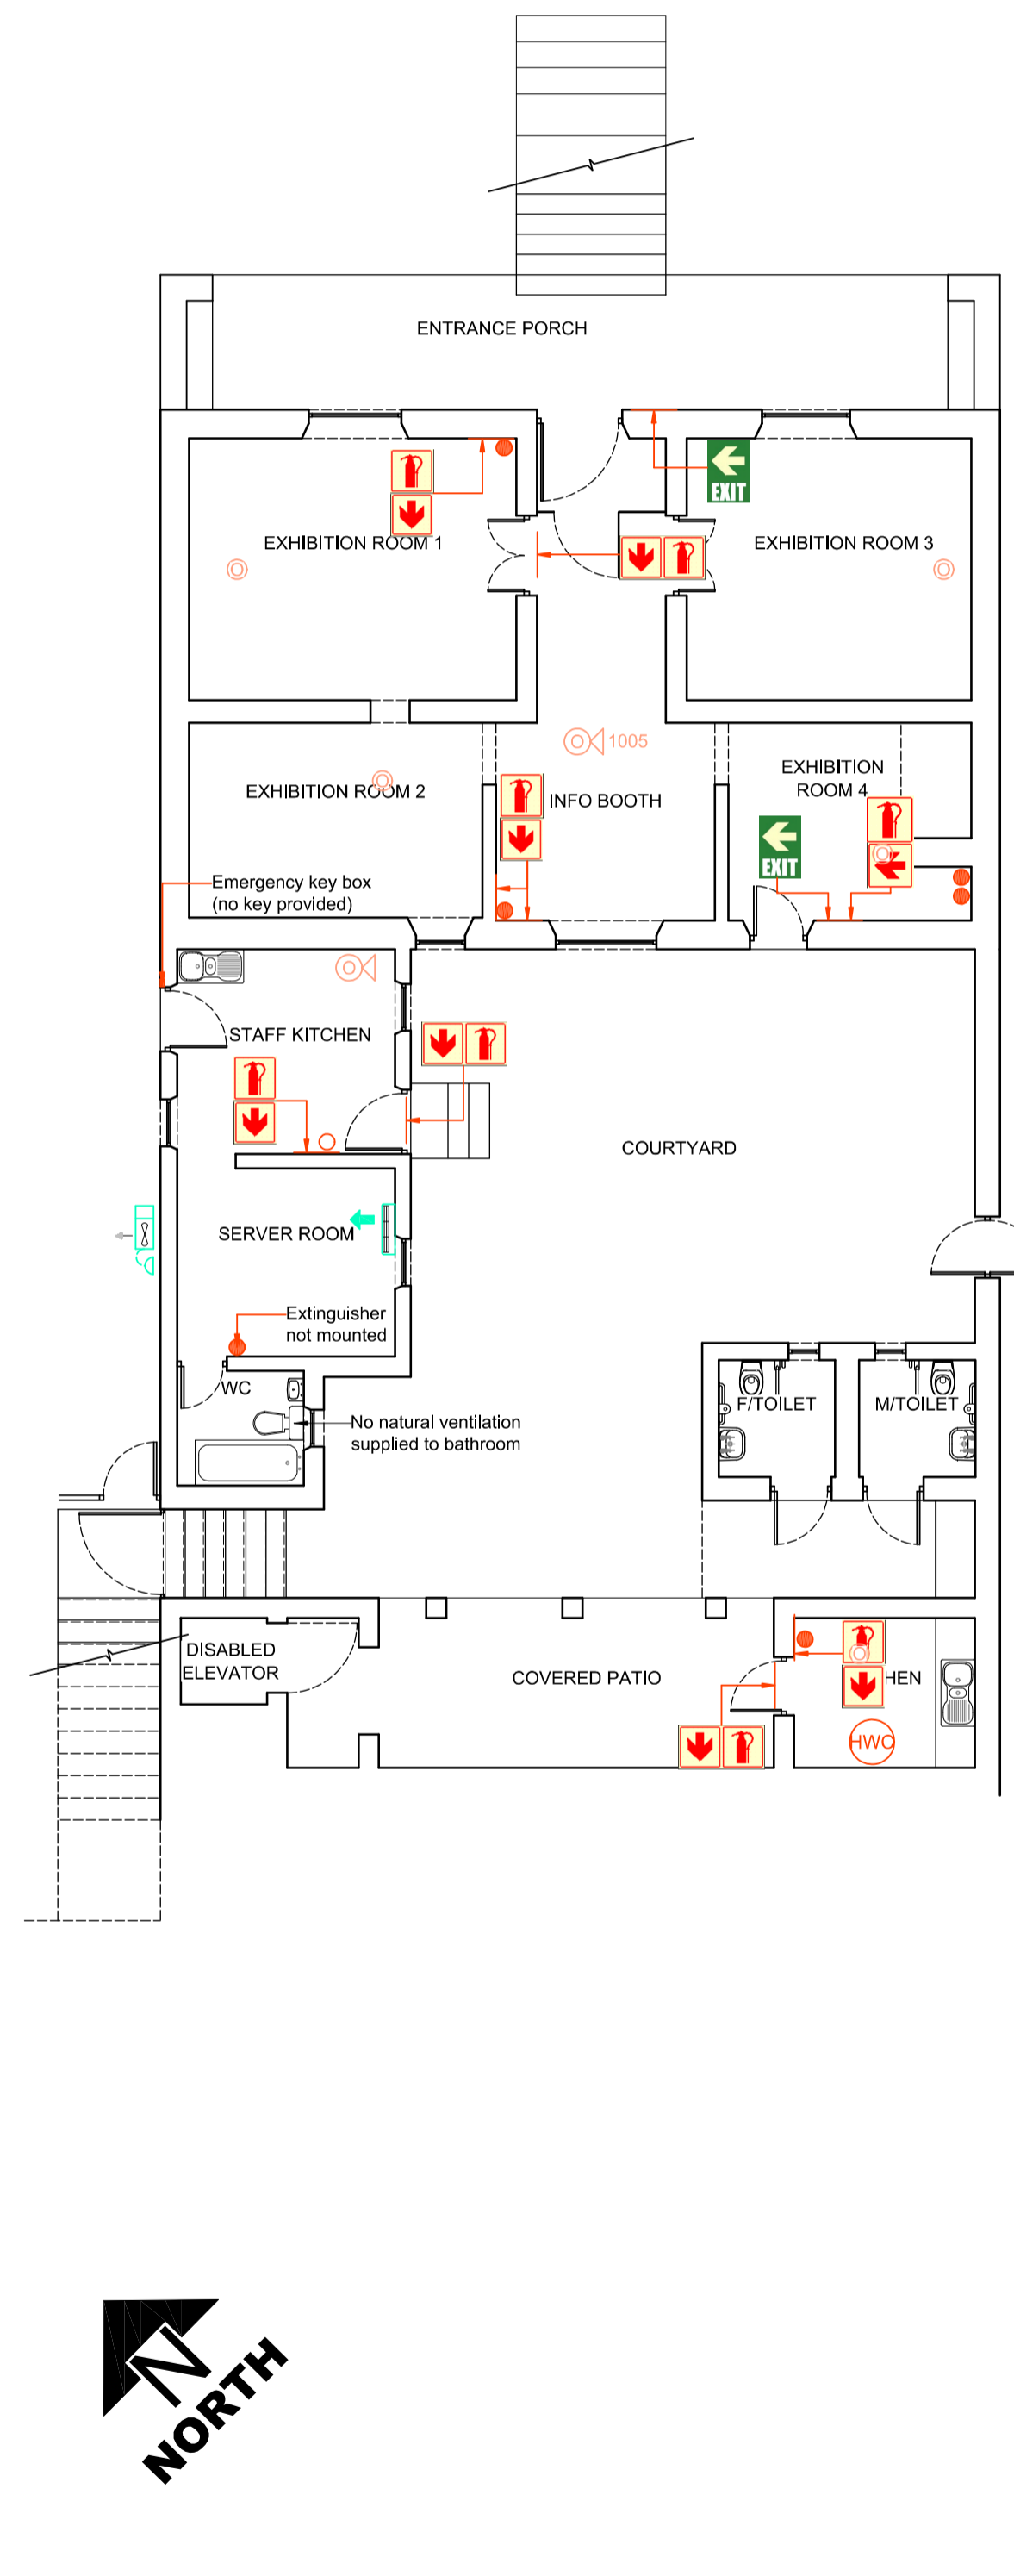 ENTRANCE PORCH
EXIT
EXHIBITION ROOM 1
EXHIBITION ROOM 3
1005
EXHIBITION
ROOM 4
EXHIBITION ROOM 2
INFO BOOTH
EXIT
Emergency key box
(no key provided)
STAFF KITCHEN
COURTYARD
SERVER ROOM
Extinguisher
not mounted
WC
F/TOILET
M/TOILET
No natural ventilation
supplied to bathroom
DISABLED
ELEVATOR
COVERED PATIO
HEN
HWC
N
NORTH